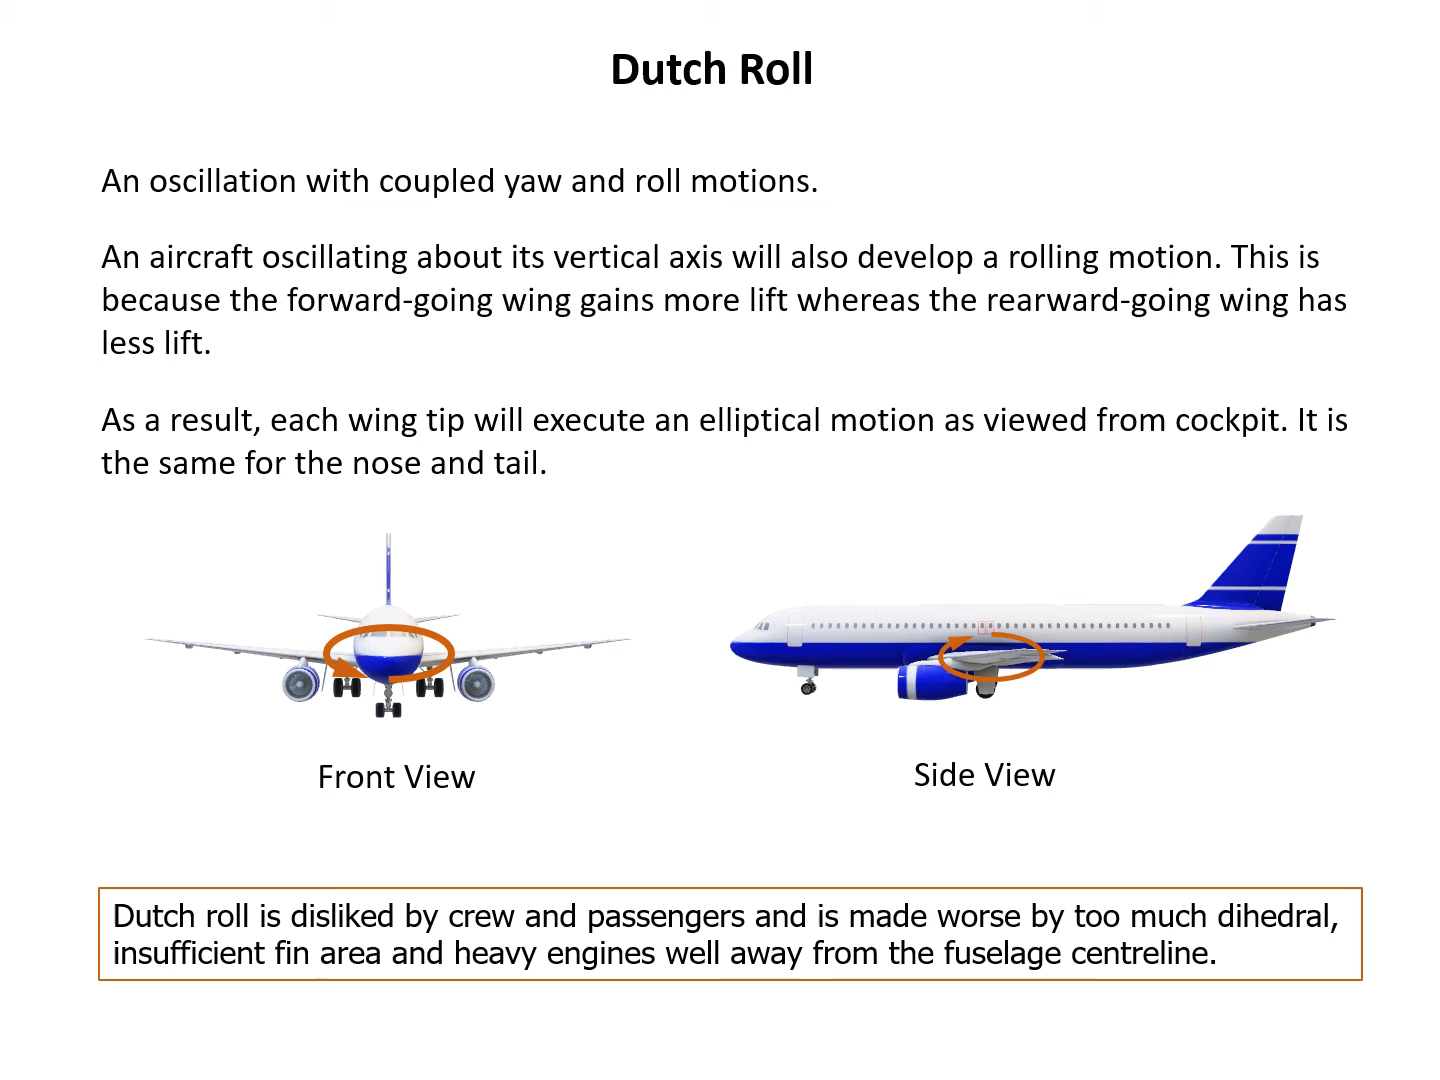 Dutch Roll
An oscillation with coupled yaw and roll motions.
An aircraft oscillating about its vertical axis will also develop a rolling motion. This is
because the forward-going wing gains more lift whereas the rearward-going wing has
less lift.
As a result, each wing tip will execute an elliptical motion as viewed from cockpit. It is
the same for the nose and tail.
Front View
Side View
Dutch roll is disliked by crew and passengers and is made worse by too much dihedral,
insufficient fin area and heavy engines well away from the fuselage centreline.